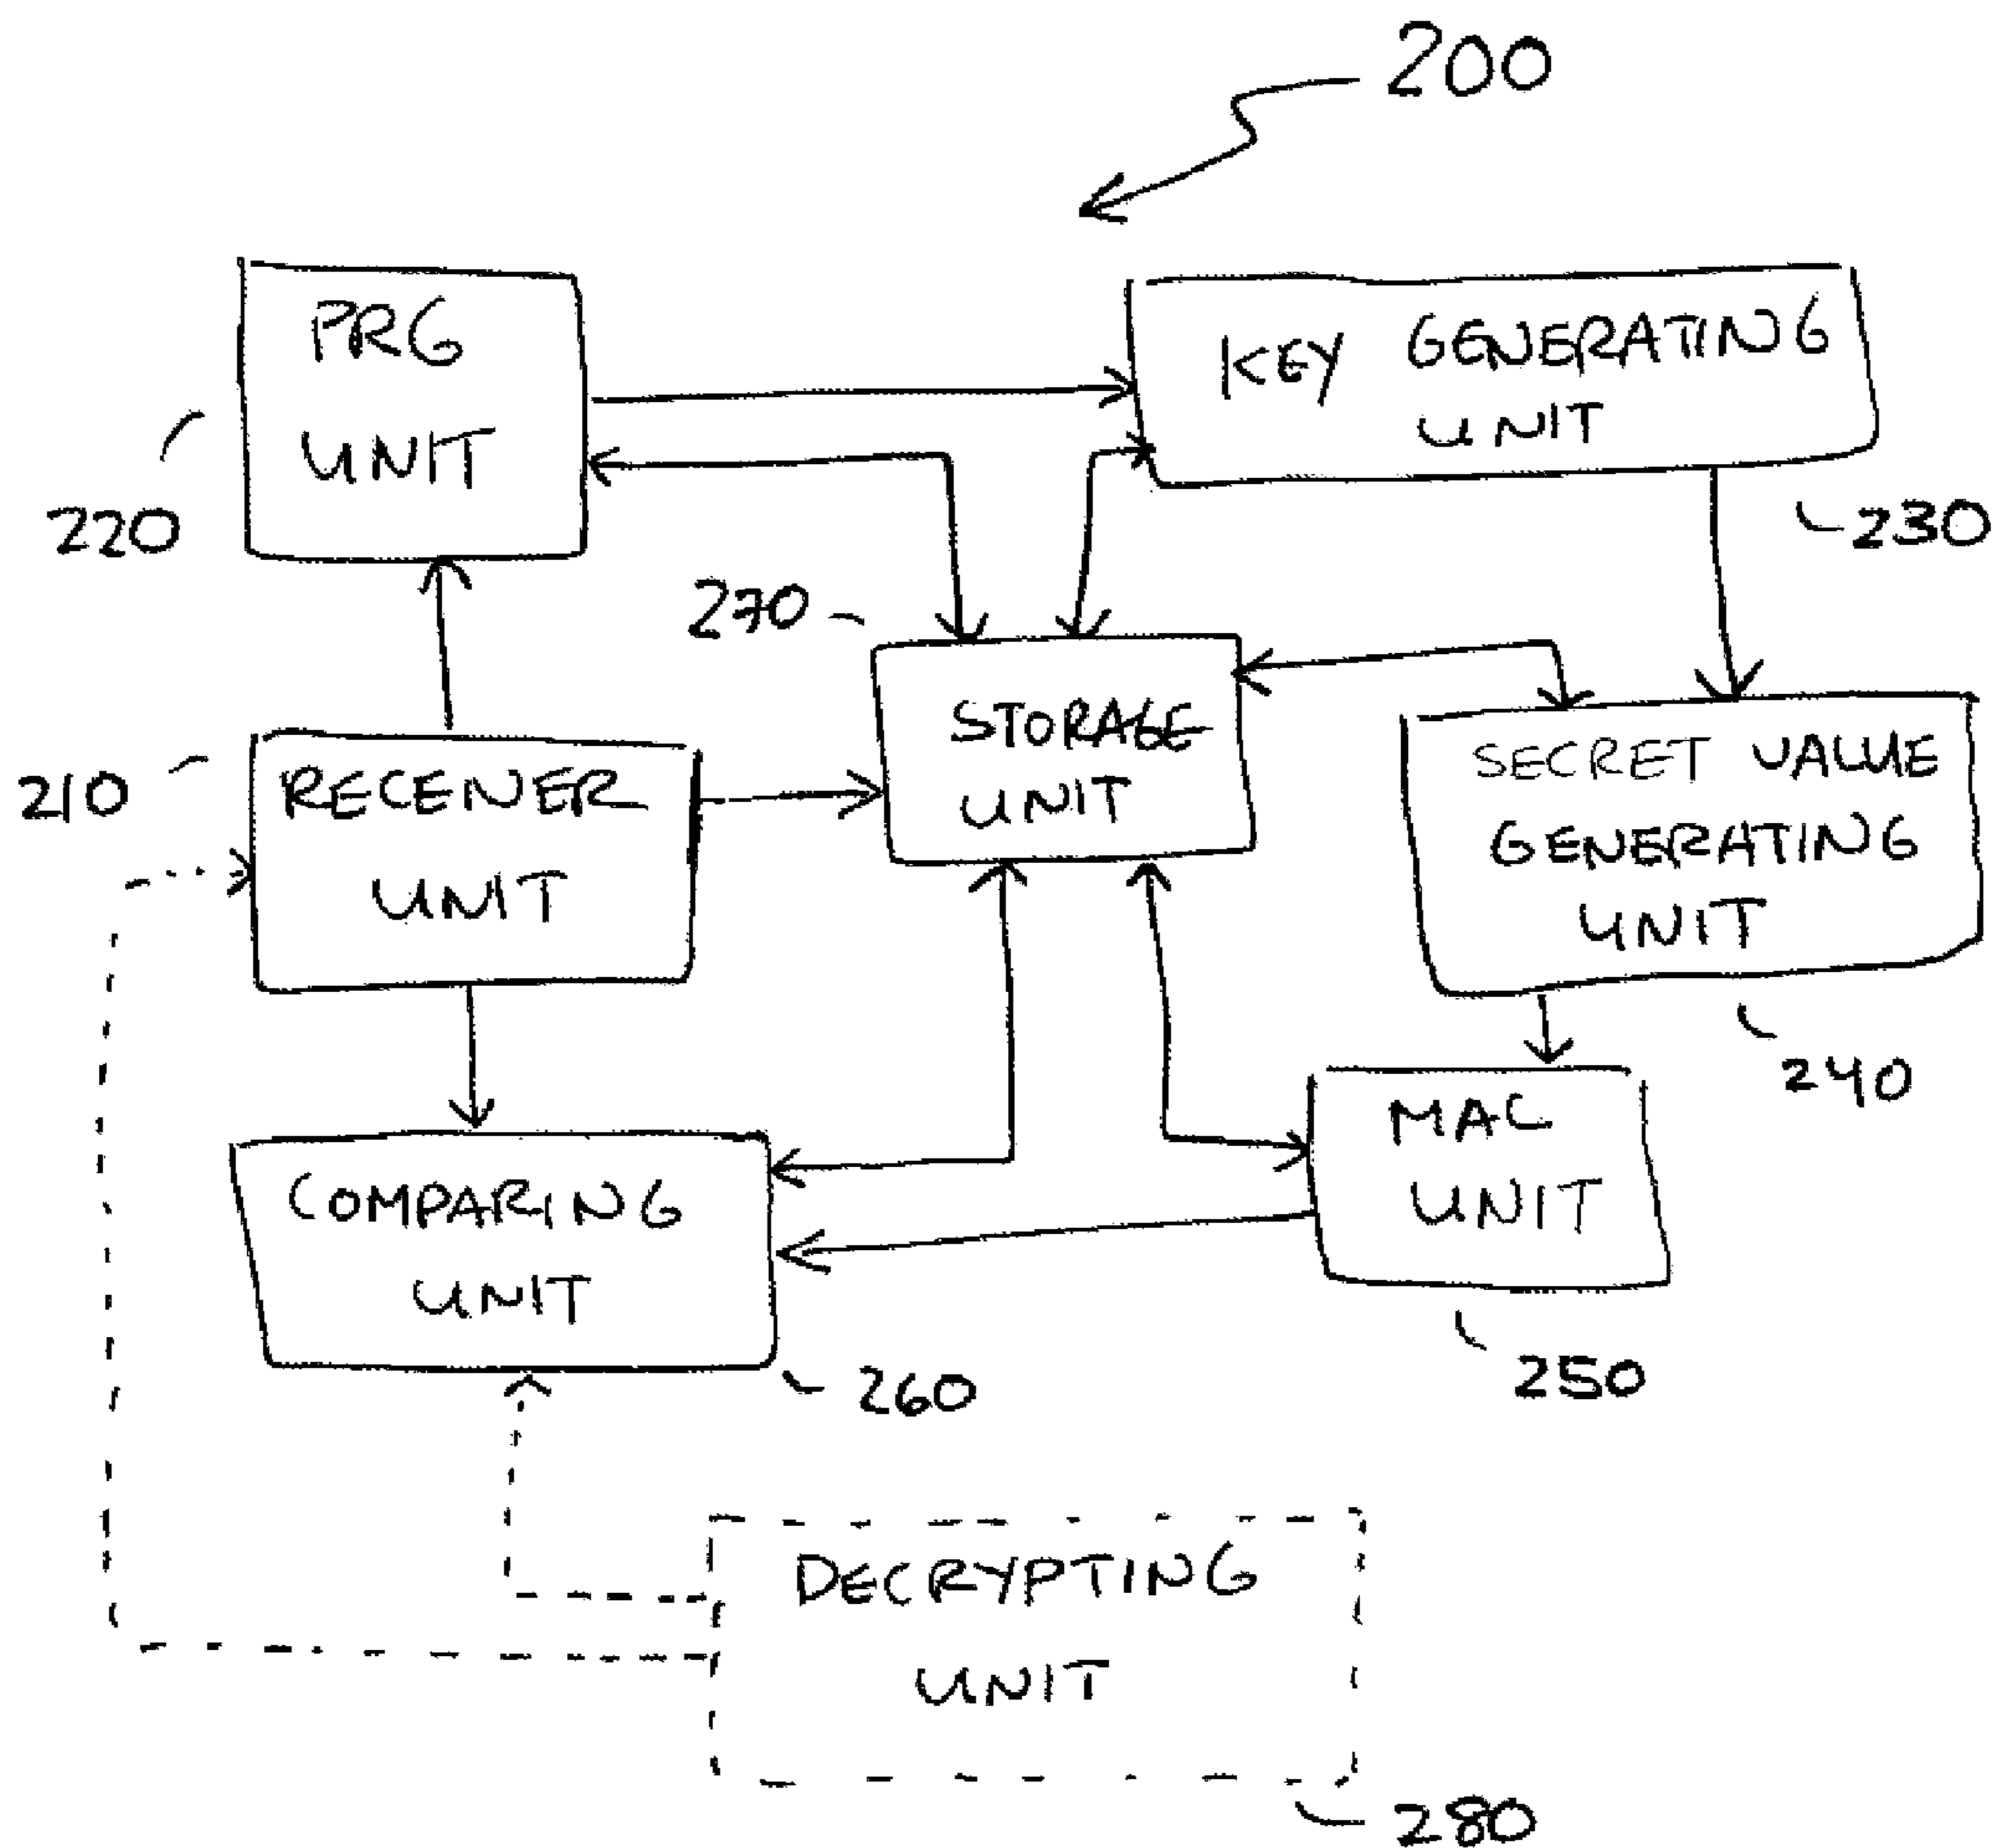 200
PRG
UNIT
220
KEY GENERATING
UNIT
230
270
STORAGE
UNIT
210
RECEIVER
UNIT
SECRET VALUE
GENERATING
UNIT
240
MAC
UNIT
250
COMPARING
UNIT
260
DECRYPTING
UNIT
280